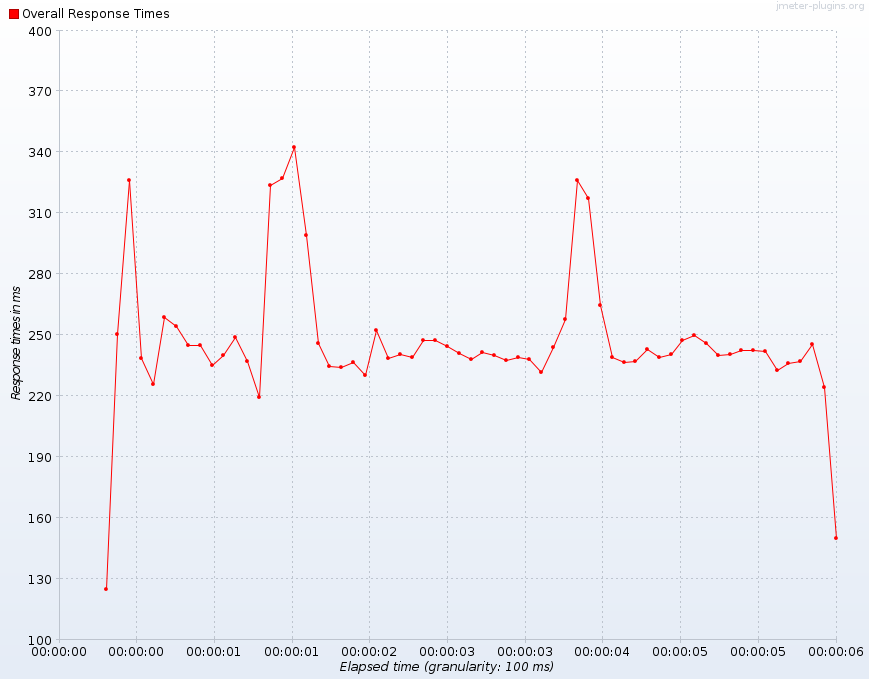 jmeter-plugins.org
Overall Response Times
400
370
340
310
280
250
220
190
160
130
100
Response times in ms
00:00:00 00:00:00 00:00:01 00:00:01 00:00:02 00:00:03 00:00:03 00:00:04 00:00:05 00:00:05 00:00:06
Elapsed time (granularity: 100 ms)